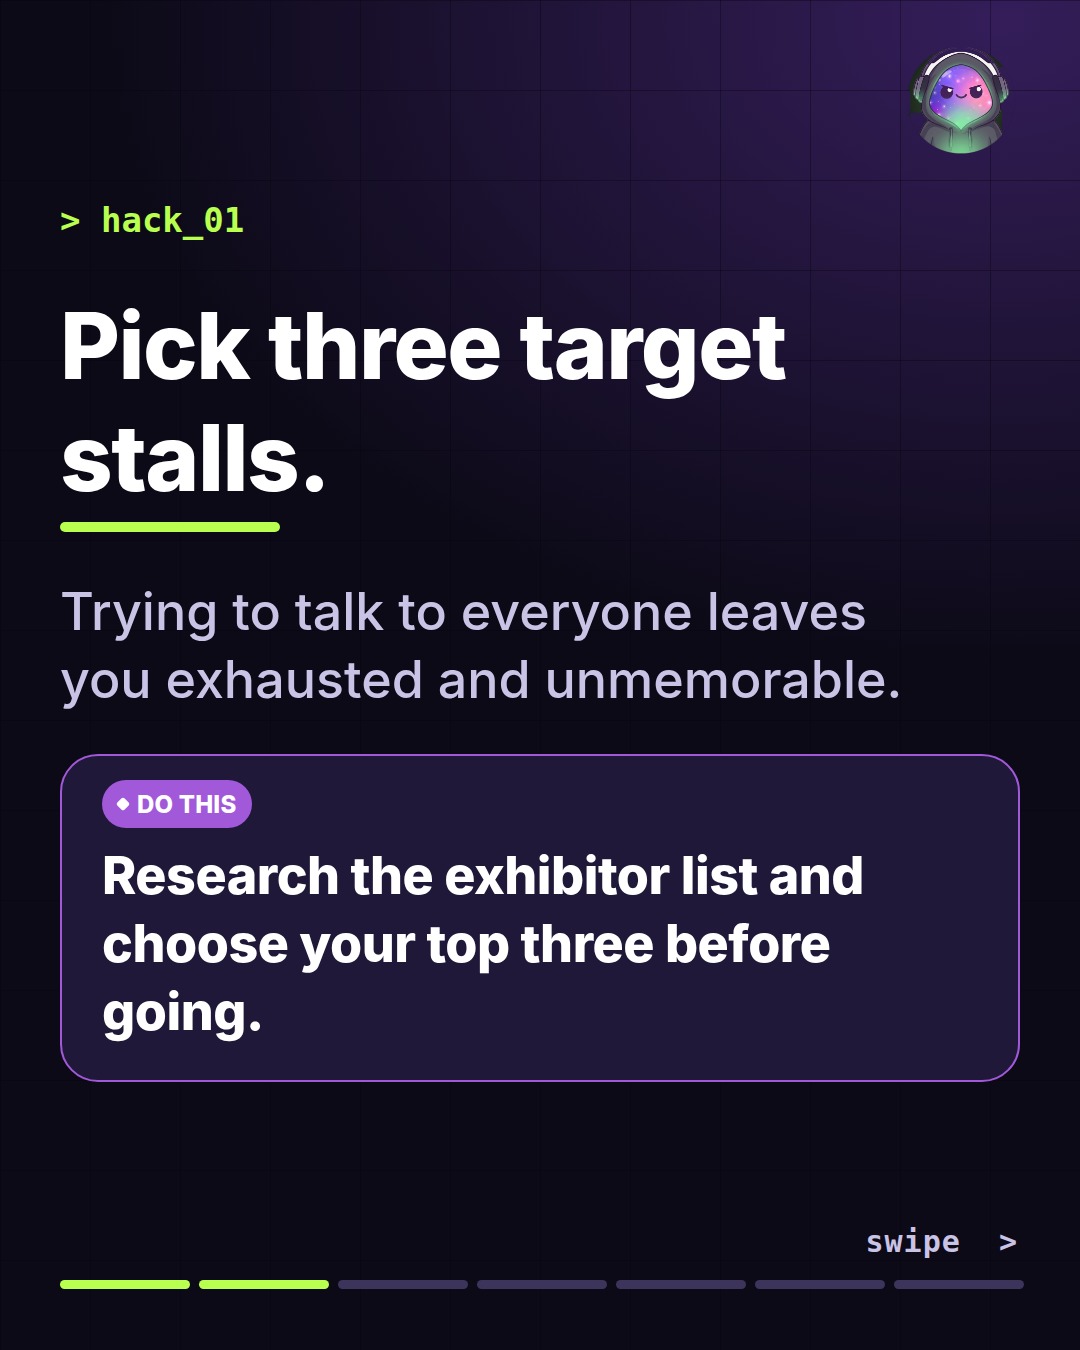 > hack_01
Pick three target
stalls.
Trying to talk to everyone leaves
you exhausted and unmemorable.
DO THIS
Research the exhibitor list and
choose your top three before
going.
swipe >